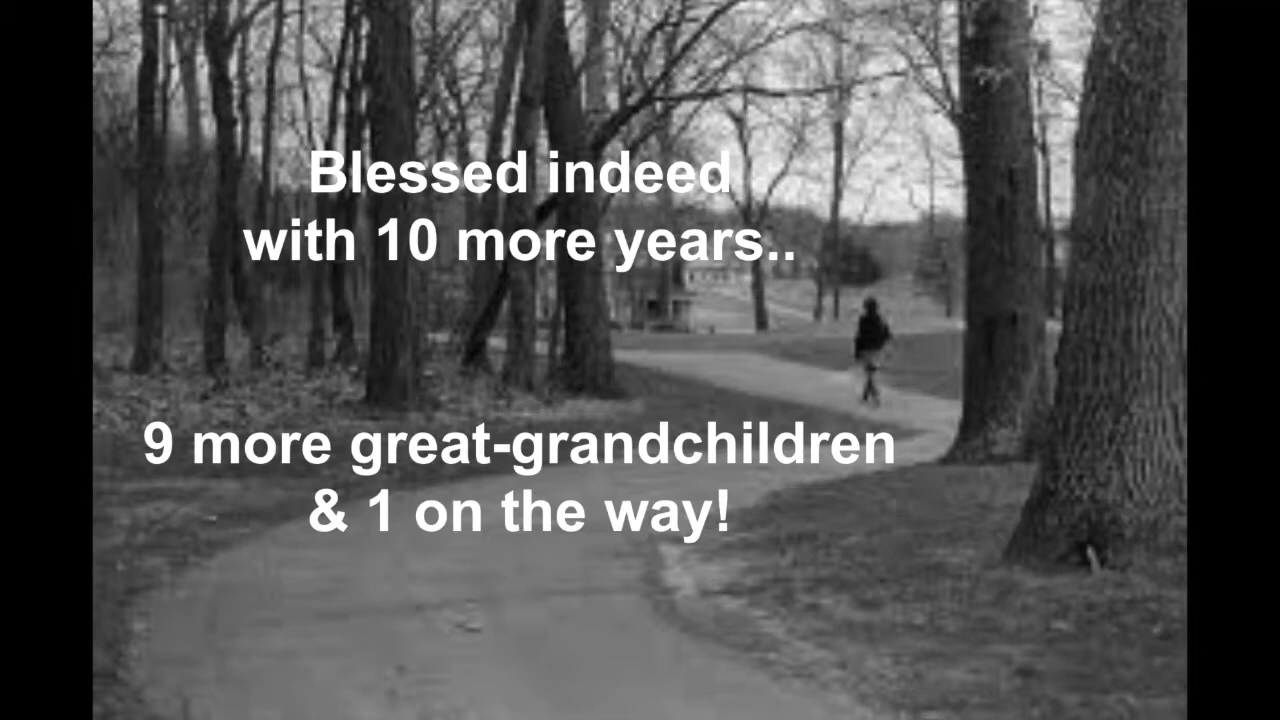 Blessed indeed
with 10 more years..
9 more great-grandchildren
& 1 on the way!